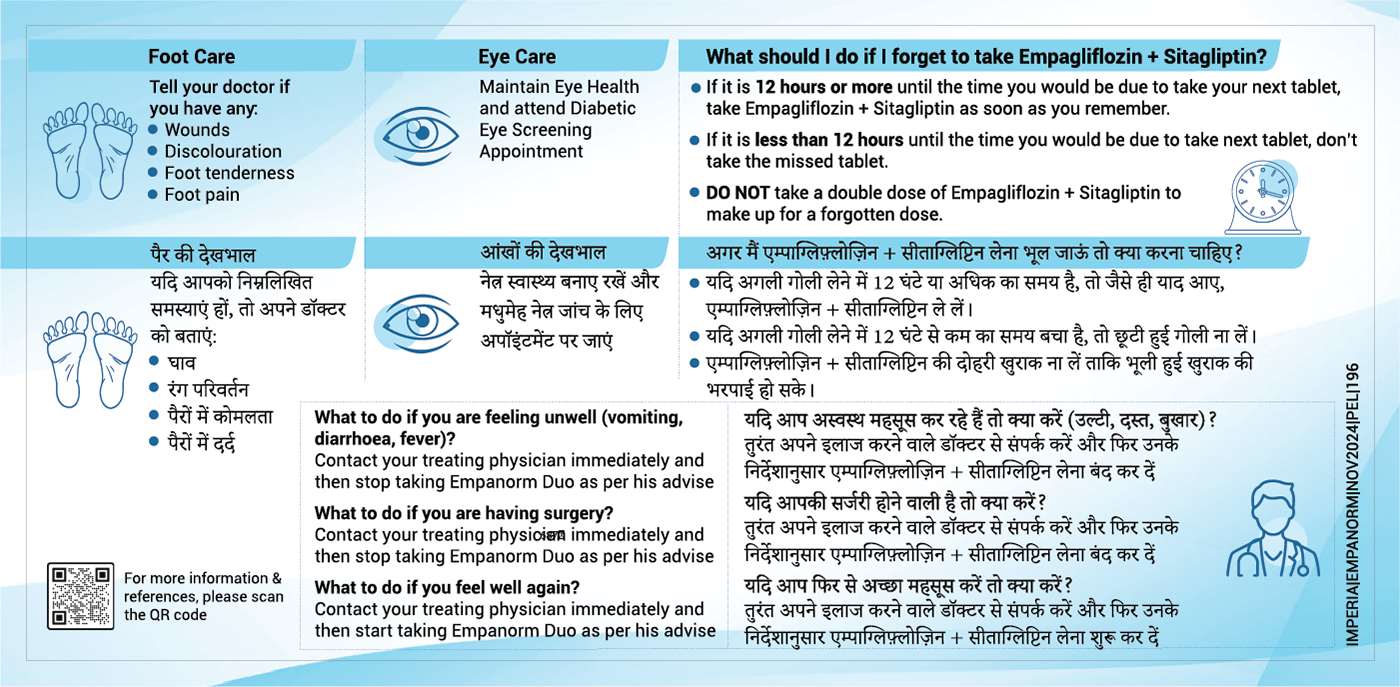 Foot Care
Tell your doctor if
you have any:
Wounds
Discolouration
Foot tenderness
Foot pain
Eye Care
Maintain Eye Health
and attend Diabetic
Eye Screening
Appointment
What should I do if I forget to take Empagliflozin + Sitagliptin?
If it is 12 hours or more until the time you would be due to take your next tablet,
take Empagliflozin + Sitagliptin as soon as you remember.
If it is less than 12 hours until the time you would be due to take next tablet, don't
take the missed tablet.
DO NOT take a double dose of Empagliflozin + Sitagliptin to
make up for a forgotten dose.
पैर की देखभाल
यदि आपको निम्नलिखित
समस्याएं हों, तो अपने डॉक्टर
को बताएं:
घाव
रंग परिवर्तन
पैरों में कोमलता
पैरों में दर्द
आंखों की देखभाल
नेत्र स्वास्थ्य बनाए रखें और
मधुमेह नेत्र जांच के लिए
अपॉइंटमेंट पर जाएं
अगर मैं एम्पाग्लिफ़्लोज़िन + सीताग्लिप्टिन लेना भूल जाऊं तो क्या करना चाहिए?
यदि अगली गोली लेने में 12 घंटे या अधिक का समय है, तो जैसे ही याद आए,
एम्पाग्लिफ़्लोज़िन + सीताग्लिप्टिन ले लें।
यदि अगली गोली लेने में 12 घंटे से कम का समय बचा है, तो छूटी हुई गोली ना लें।
एम्पाग्लिफ़्लोज़िन + सीताग्लिप्टिन की दोहरी खुराक ना लें ताकि भूली हुई खुराक की
भरपाई हो सके।
What to do if you are feeling unwell (vomiting,
diarrhoea, fever)?
Contact your treating physician immediately and
then stop taking Empanorm Duo as per his advise
What to do if you are having surgery?
Contact your treating physician immediately and
then stop taking Empanorm Duo as per his advise
What to do if you feel well again?
Contact your treating physician immediately and
then start taking Empanorm Duo as per his advise
यदि आप अस्वस्थ महसूस कर रहे हैं तो क्या करें (उल्टी, दस्त, बुखार)?
तुरंत अपने इलाज करने वाले डॉक्टर से संपर्क करें और फिर उनके
निर्देशानुसार एम्पाग्लिफ़्लोज़िन + सीताग्लिप्टिन लेना बंद कर दें
यदि आपकी सर्जरी होने वाली है तो क्या करें?
तुरंत अपने इलाज करने वाले डॉक्टर से संपर्क करें और फिर उनके
निर्देशानुसार एम्पाग्लिफ़्लोज़िन + सीताग्लिप्टिन लेना बंद कर दें
यदि आप फिर से अच्छा महसूस करें तो क्या करें?
तुरंत अपने इलाज करने वाले डॉक्टर से संपर्क करें और फिर उनके
निर्देशानुसार एम्पाग्लिफ़्लोज़िन + सीताग्लिप्टिन लेना शुरू कर दें
For more information &
references, please scan
the QR code
IMPERIA|EMPANORM|NOV2024|PEL|196